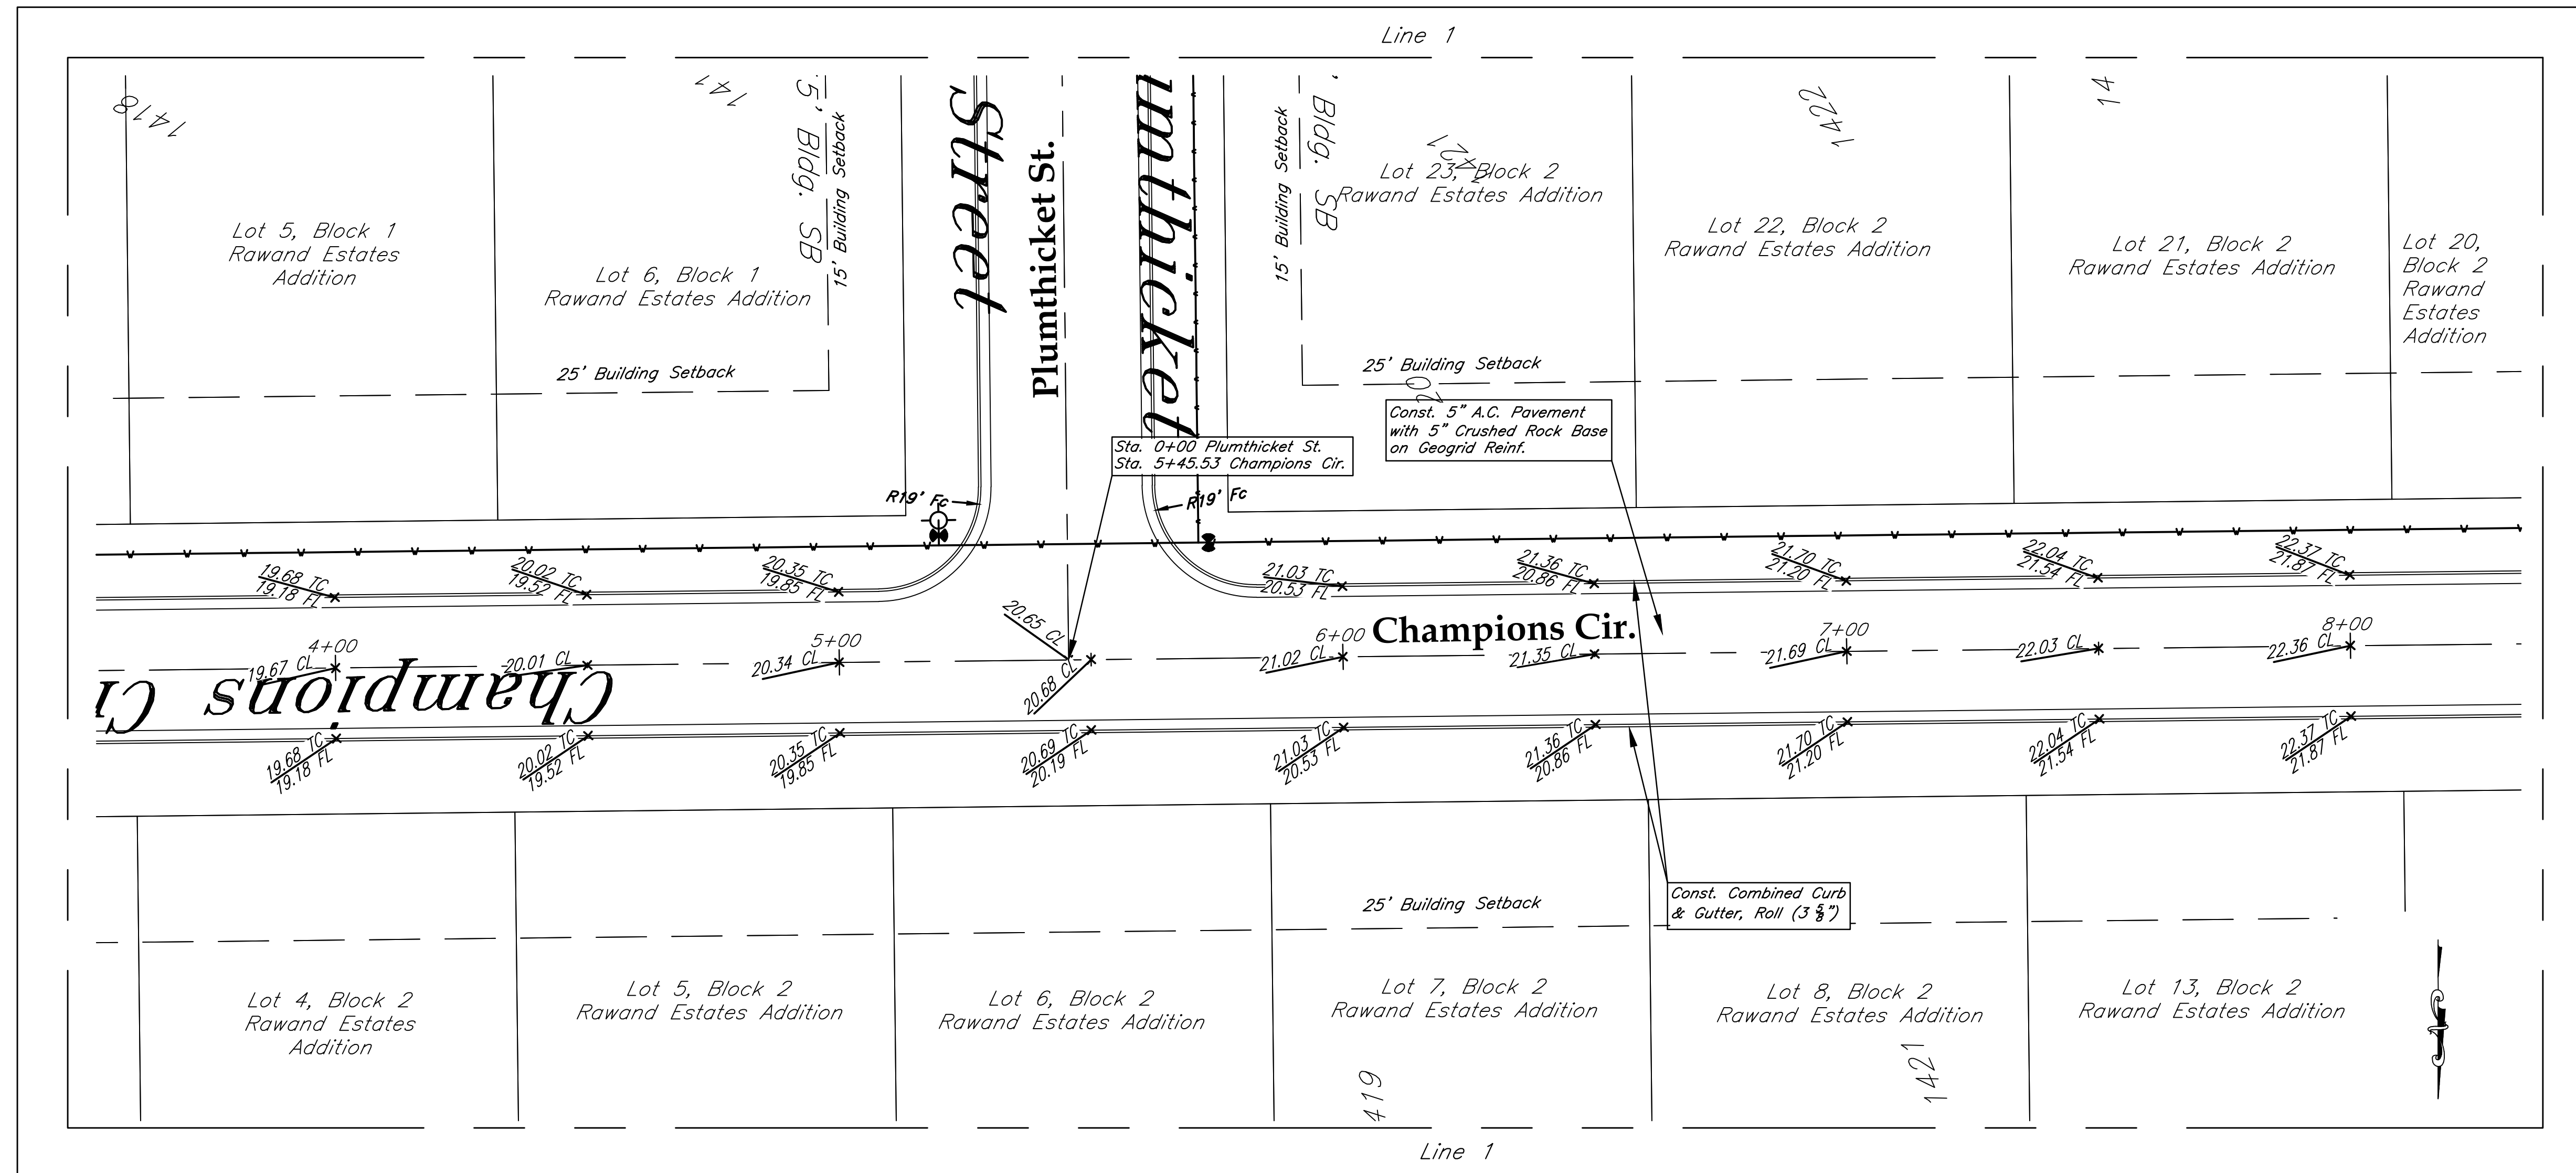 Line 1
1418
141
5' Bldg. SB
15' Building Setback
Street
Plumthicket St.
umthicket
15' Building Setback
' Bldg. SB
1421
1422
14
Lot 5, Block 1
Rawand Estates
Addition
Lot 6, Block 1
Rawand Estates Addition
Lot 23, Block 2
Rawand Estates Addition
Lot 22, Block 2
Rawand Estates Addition
Lot 21, Block 2
Rawand Estates Addition
Lot 20,
Block 2
Rawand
Estates
Addition
25' Building Setback
25' Building Setback
Const. 5" A.C. Pavement
with 5" Crushed Rock Base
on Geogrid Reinf.
Sta. 0+00 Plumthicket St.
Sta. 5+45.53 Champions Cir.
R19' Fc
R19' Fc
19.68 TC
19.18 FL
20.02 TC
19.52 FL
20.35 TC
19.85 FL
21.03 TC
20.53 FL
21.36 TC
20.86 FL
21.70 TC
21.20 FL
22.04 TC
21.54 FL
22.37 TC
21.87 FL
4+00
5+00
6+00
Champions Cir.
7+00
8+00
19.67 CL
20.01 CL
20.34 CL
20.65 CL
20.68 CL
21.02 CL
21.35 CL
21.69 CL
22.03 CL
22.36 CL
Champions Ci
19.68 TC
19.18 FL
20.02 TC
19.52 FL
20.35 TC
19.85 FL
20.69 TC
20.19 FL
21.03 TC
20.53 FL
21.36 TC
20.86 FL
21.70 TC
21.20 FL
22.04 TC
21.54 FL
22.37 TC
21.87 FL
25' Building Setback
Const. Combined Curb
& Gutter, Roll (3 5/8")
Lot 4, Block 2
Rawand Estates
Addition
Lot 5, Block 2
Rawand Estates Addition
Lot 6, Block 2
Rawand Estates Addition
Lot 7, Block 2
Rawand Estates Addition
Lot 8, Block 2
Rawand Estates Addition
Lot 13, Block 2
Rawand Estates Addition
419
1421
Line 1